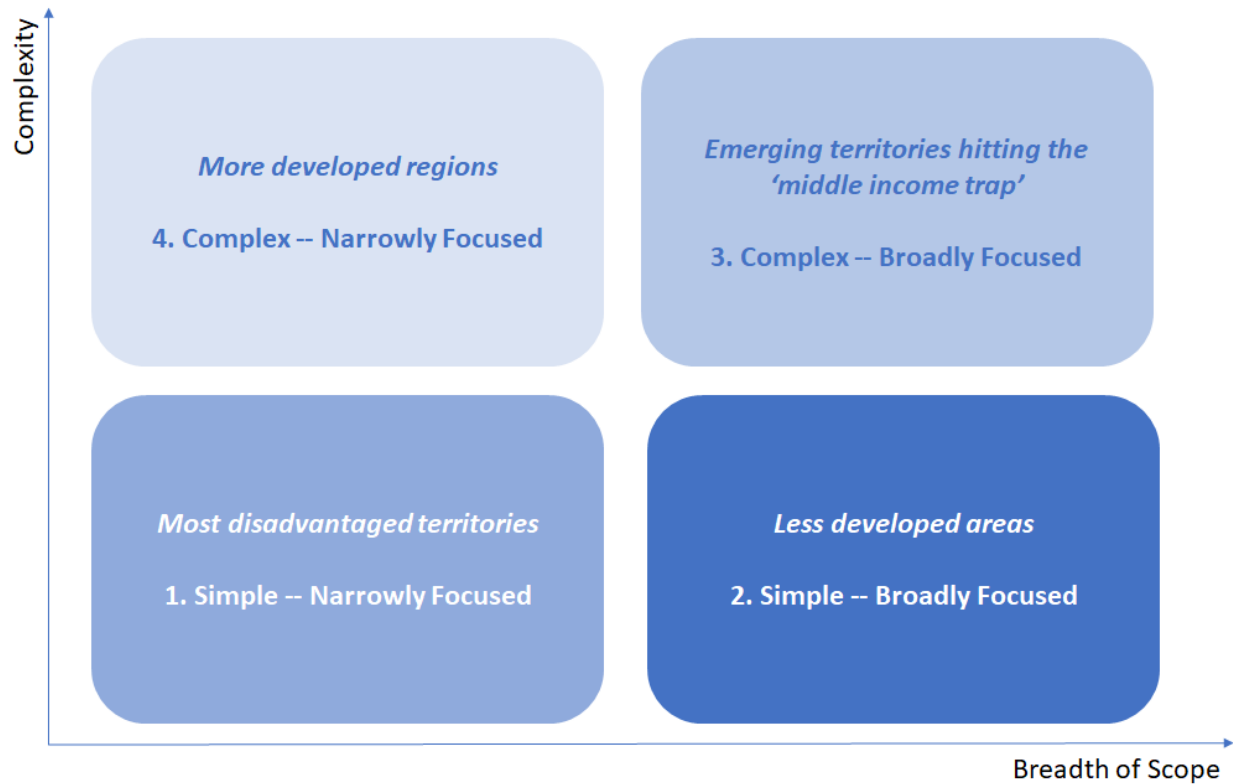 Complexity
More developed regions
4. Complex -- Narrowly Focused
Emerging territories hitting the
‘middle income trap’
3. Complex -- Broadly Focused
Most disadvantaged territories
1. Simple -- Narrowly Focused
Less developed areas
2. Simple -- Broadly Focused
Breadth of Scope